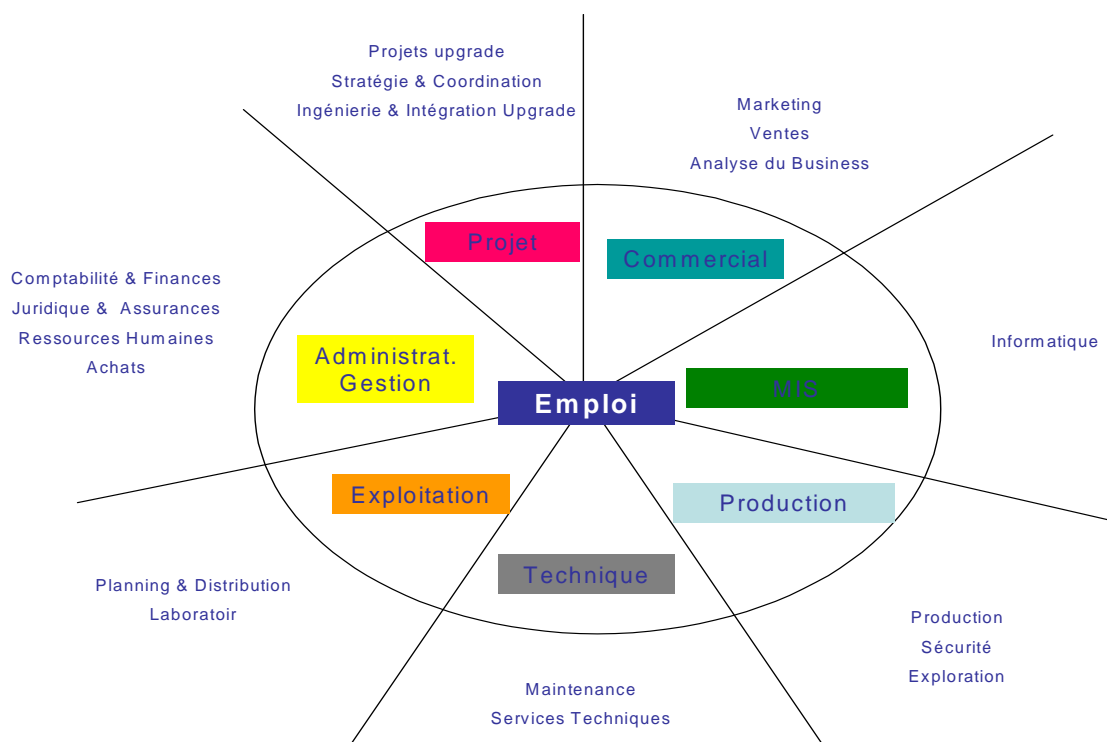 Projets upgrade
Stratégie & Coordination
Ingénierie & Intégration Upgrade
Marketing
Ventes
Analyse du Business
Projet
Commercial
Comptabilité & Finances
Juridique & Assurances
Ressources Humaines
Achats
Administrat.
Gestion
Informatique
MIS
Emploi
Exploitation
Production
Technique
Planning & Distribution
Laboratoir
Production
Sécurité
Exploration
Maintenance
Services Techniques